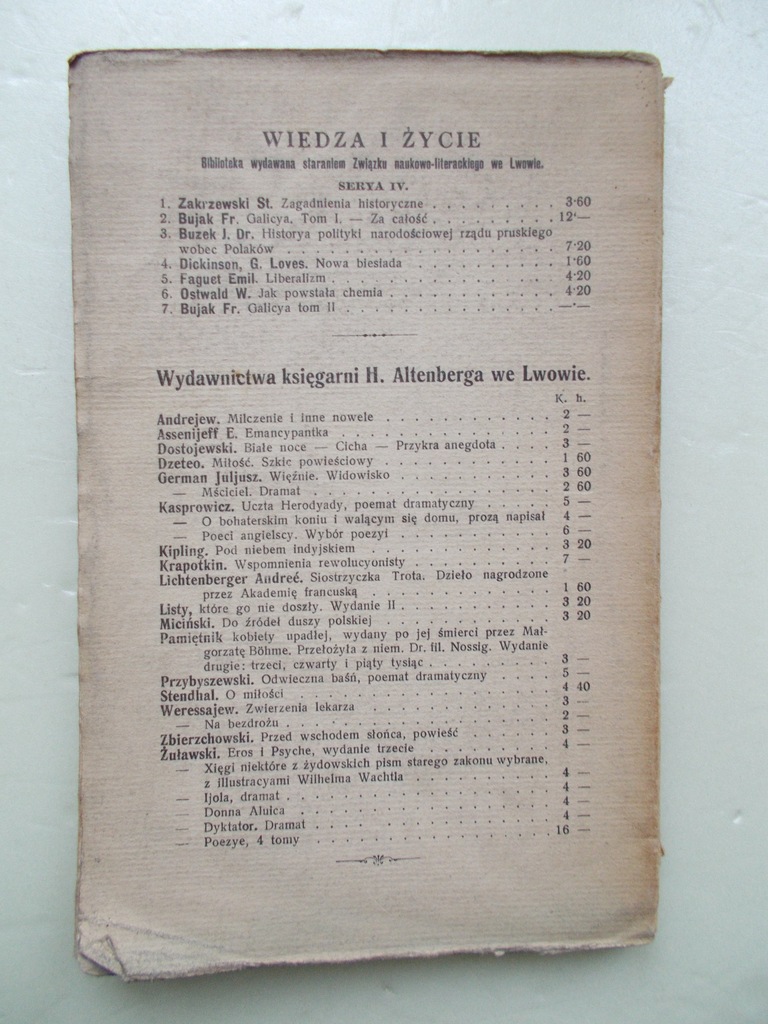 WIEDZA I ŻYCIE
Biblioteka wydawana staraniem Związku naukowo-literackiego we Lwowie.
SERYA IV.
1. Zakrzewski St. Zagadnienia historyczne . . . . . . . . . 3·60
2. Bujak Fr. Galicya. Tom I. — Za całość . . . . . . . . . 12·—
3. Buzek J. Dr. Historya polityki narodościowej rządu pruskiego
wobec Polaków . . . . . . . . . . . . . . . . . . . 7·20
4. Dickinson, G. Loves. Nowa biesiada . . . . . . . . . . 1·60
5. Faguet Emil. Liberalizm . . . . . . . . . . . . . . . . 4·20
6. Ostwald W. Jak powstała chemia . . . . . . . . . . . . 4·20
7. Bujak Fr. Galicya tom II . . . . . . . . . . . . . . . —·—
Wydawnictwa księgarni H. Altenberga we Lwowie.
K. h.
Andrejew. Milczenie i inne nowele . . . . . . . . . . . . 2 —
Assenijeff E. Emancypantka . . . . . . . . . . . . . . . 2 —
Dostojewski. Białe noce — Cicha — Przykra anegdota . . . . 3 —
Dzeteo. Miłość. Szkic powieściowy . . . . . . . . . . . . 1 60
German Juljusz. Więźnie. Widowisko . . . . . . . . . . . 3 60
— Mściciel. Dramat . . . . . . . . . . . . . . . . . 2 60
Kasprowicz. Uczta Herodyady, poemat dramatyczny . . . . . 5 —
— O bohaterskim koniu i walącym się domu, prozą napisał 4 —
— Poeci angielscy. Wybór poezyi . . . . . . . . . . . 6 —
Kipling. Pod niebem indyjskiem . . . . . . . . . . . . . 3 20
Krapotkin. Wspomnienia rewolucyonisty . . . . . . . . . . 7 —
Lichtenberger Andreé. Siostrzyczka Trota. Dzieło nagrodzone
przez Akademię francuską . . . . . . . . . . . . . . 1 60
Listy, które go nie doszły. Wydanie II . . . . . . . . . . 3 20
Miciński. Do źródeł duszy polskiej . . . . . . . . . . . . 3 20
Pamiętnik kobiety upadłej, wydany po jej śmierci przez Mał-
gorzatę Böhme. Przełożyła z niem. Dr. fil. Nossig. Wydanie
drugie: trzeci, czwarty i piąty tysiąc . . . . . . . . . 3 —
Przybyszewski. Odwieczna baśń, poemat dramatyczny . . . . 5 —
Stendhal. O miłości . . . . . . . . . . . . . . . . . . . 4 40
Weressajew. Zwierzenia lekarza . . . . . . . . . . . . . 3 —
— Na bezdrożu . . . . . . . . . . . . . . . . . . . 2 —
Zbierzchowski. Przed wschodem słońca, powieść . . . . . . 3 —
Żuławski. Eros i Psyche, wydanie trzecie . . . . . . . . . 4 —
— Xięgi niektóre z żydowskich pism starego zakonu wybrane,
z illustracyami Wilhelma Wachtla . . . . . . . . . . 4 —
— Ijola, dramat . . . . . . . . . . . . . . . . . . . 4 —
— Donna Aluica . . . . . . . . . . . . . . . . . . . 4 —
— Dyktator. Dramat . . . . . . . . . . . . . . . . . 4 —
— Poezye, 4 tomy . . . . . . . . . . . . . . . . . . 16 —